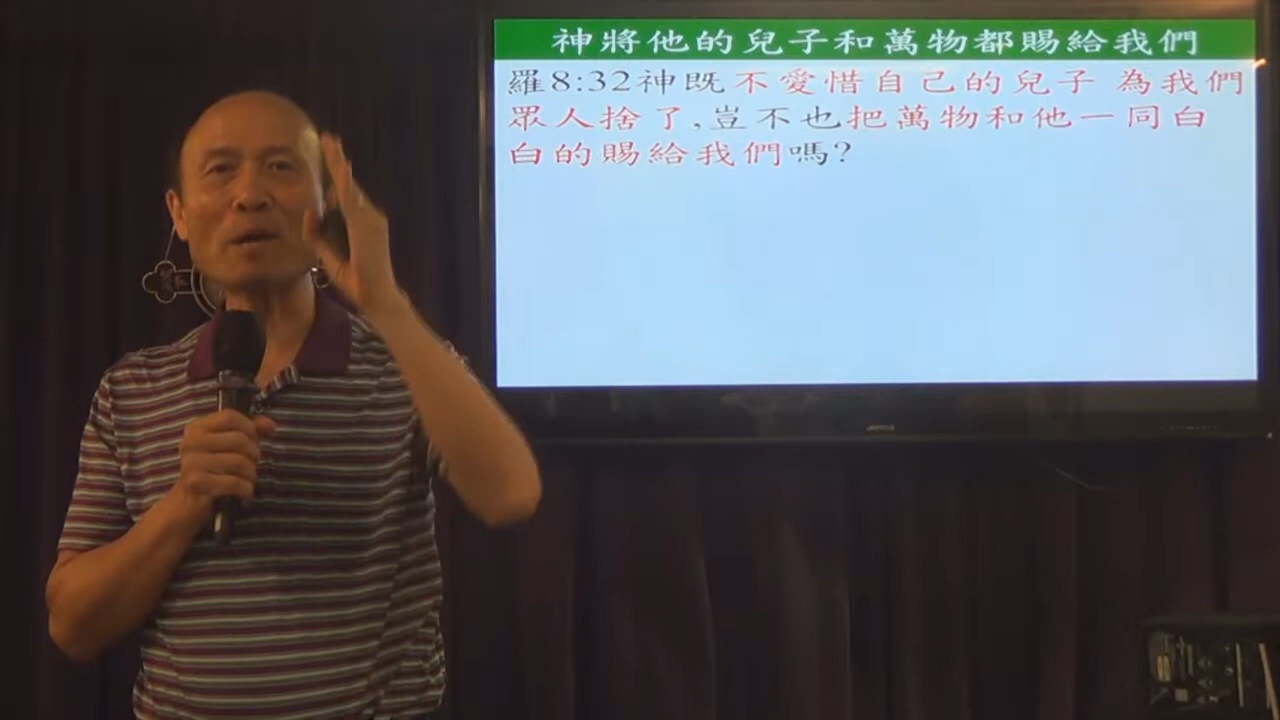 神將他的兒子和萬物都賜給我們
羅8:32神既不愛惜自己的兒子 為我們
眾人捨了,豈不也把萬物和他一同白
白的賜給我們嗎?